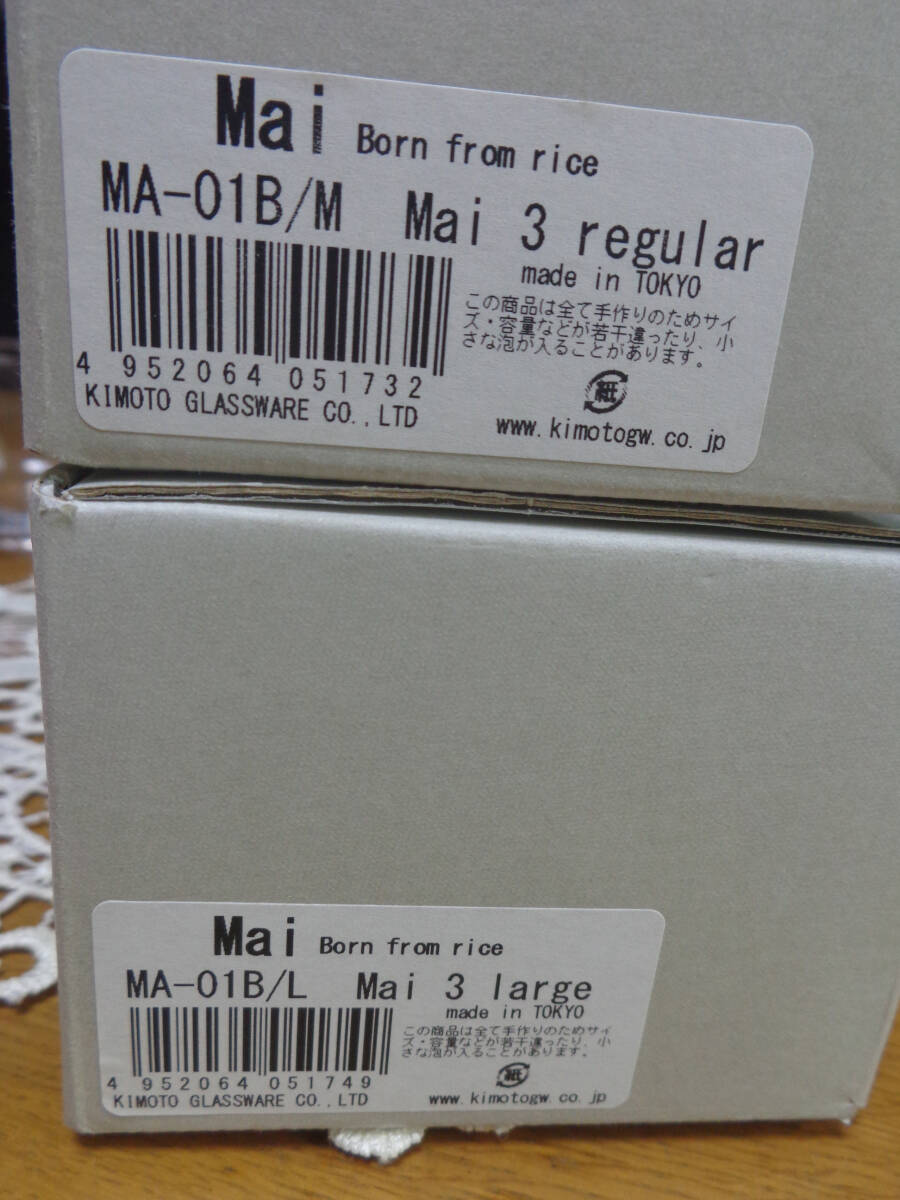 Mai Born from rice
MA-01B/M Mai 3 regular
made in TOKYO
この商品は全て手作りのためサイ
ズ・容量などが若干違ったり、小
さな泡が入ることがあります。
4 952064 051732
KIMOTO GLASSWARE CO.,LTD
紙
www.kimotogw.co.jp
Mai Born from rice
MA-01B/L Mai 3 large
made in TOKYO
この商品は全て手作りのためサイ
ズ・容量などが若干違ったり、小
さな泡が入ることがあります。
4 952064 051749
紙
KIMOTO GLASSWARE CO.,LTD
www.kimotogw.co.jp